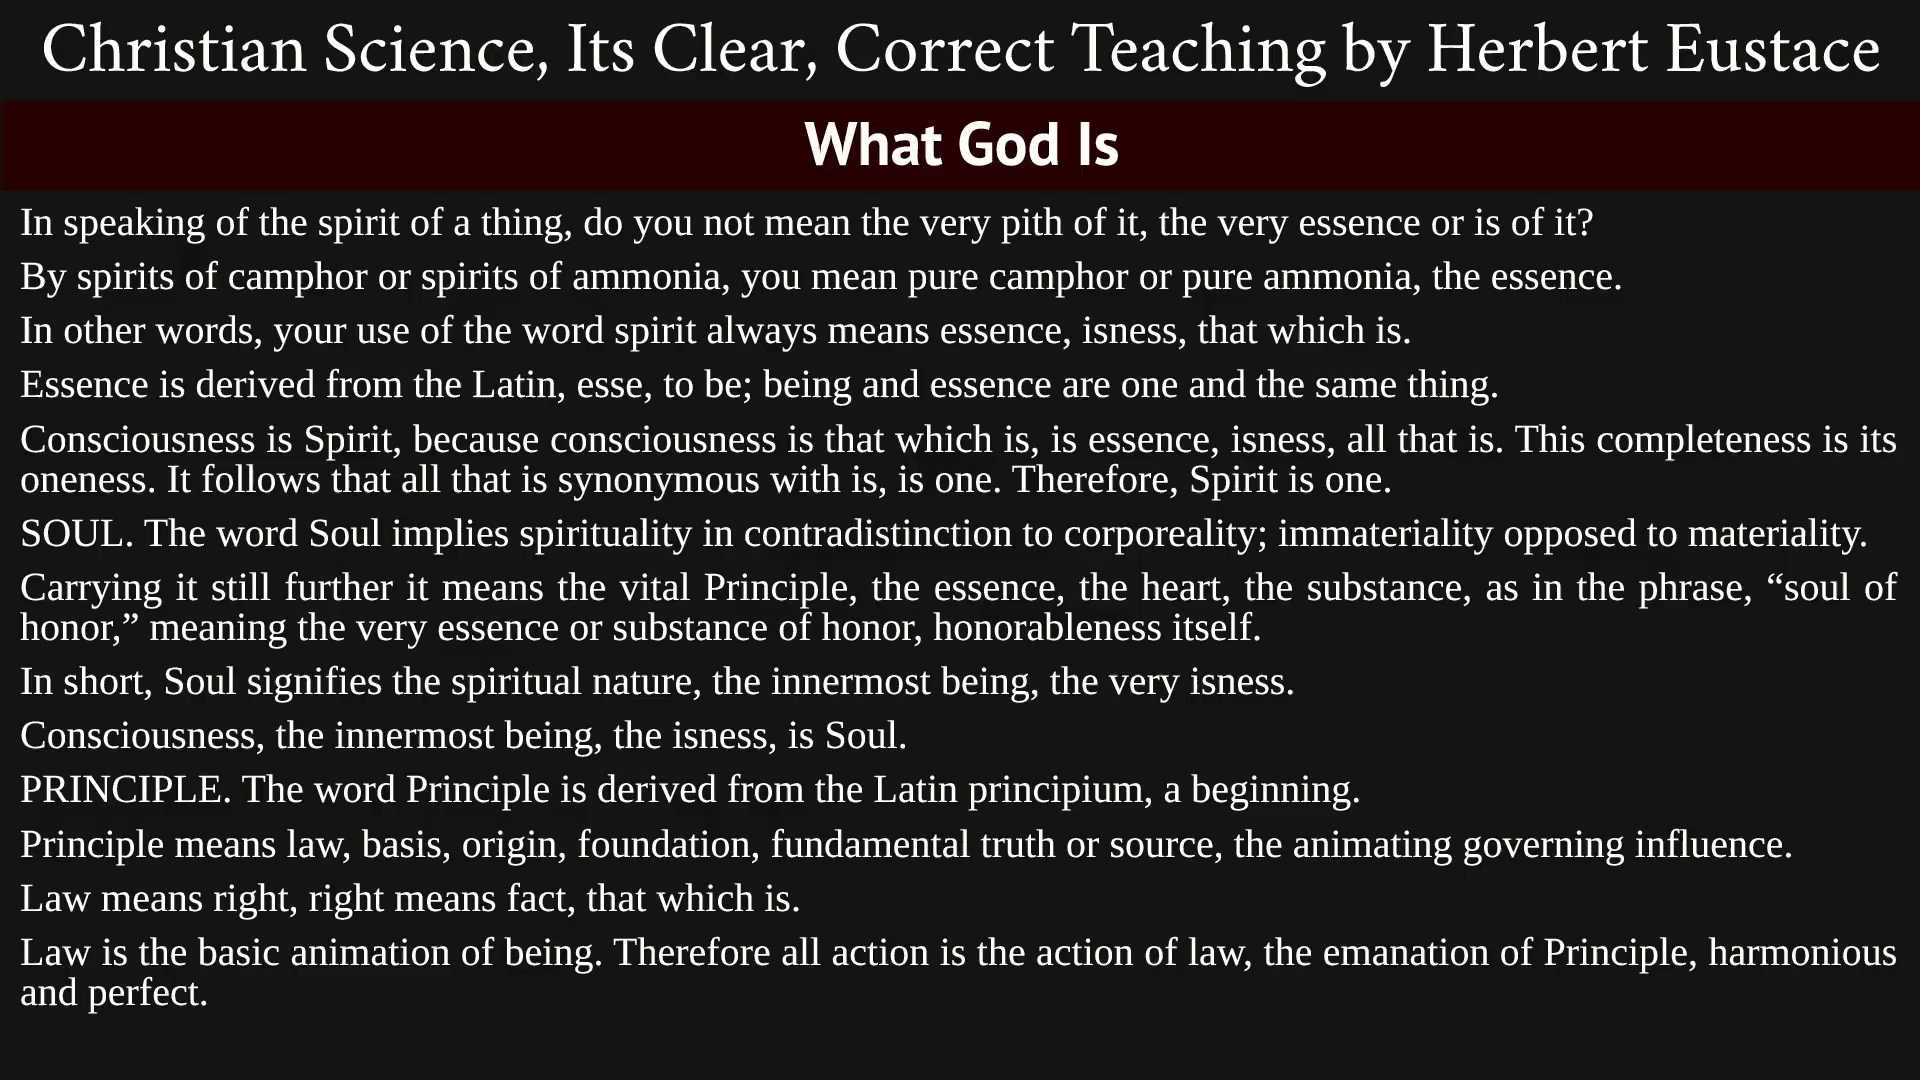 Christian Science, Its Clear, Correct Teaching by Herbert Eustace
What God Is
In speaking of the spirit of a thing, do you not mean the very pith of it, the very essence or is of it?
By spirits of camphor or spirits of ammonia, you mean pure camphor or pure ammonia, the essence.
In other words, your use of the word spirit always means essence, isness, that which is.
Essence is derived from the Latin, esse, to be; being and essence are one and the same thing.
Consciousness is Spirit, because consciousness is that which is, is essence, isness, all that is. This completeness is its
oneness. It follows that all that is synonymous with is, is one. Therefore, Spirit is one.
SOUL. The word Soul implies spirituality in contradistinction to corporeality; immateriality opposed to materiality.
Carrying it still further it means the vital Principle, the essence, the heart, the substance, as in the phrase, “soul of
honor,” meaning the very essence or substance of honor, honorableness itself.
In short, Soul signifies the spiritual nature, the innermost being, the very isness.
Consciousness, the innermost being, the isness, is Soul.
PRINCIPLE. The word Principle is derived from the Latin principium, a beginning.
Principle means law, basis, origin, foundation, fundamental truth or source, the animating governing influence.
Law means right, right means fact, that which is.
Law is the basic animation of being. Therefore all action is the action of law, the emanation of Principle, harmonious
and perfect.